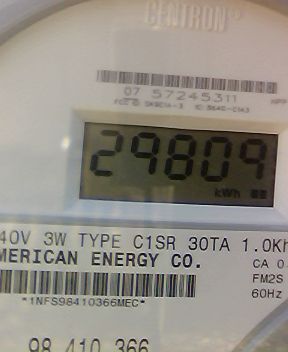 CENTRON®
07 57245311
29809
kWh
40V 3W TYPE C1SR 30TA 1.0Kh
MERICAN ENERGY CO.
CA 0.
FM2S
60Hz
*1NFS98410366MEC*
98 410 366